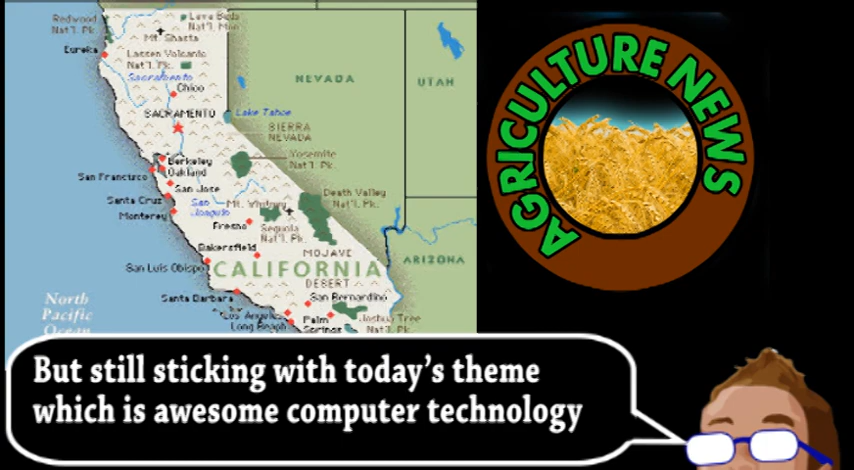 Redwood
Nat'l. Pk.
Lava Beds
Nat'l. Mon.
Mt. Shasta
Eureka
Lassen Volcanic
Nat'l. Pk.
Sacramento
Chico
NEVADA
UTAH
SACRAMENTO
Lake Tahoe
SIERRA
NEVADA
Berkeley
Oakland
Yosemite
Nat'l. Pk.
San Francisco
San Jose
Santa Cruz
San
Joaquin
Mt. Whitney
Death Valley
Nat'l. Pk.
Monterey
Fresno
Sequoia
Nat'l. Pk.
Bakersfield
MOJAVE
DESERT
San Luis Obispo
CALIFORNIA
ARIZONA
Santa Barbara
San Bernardino
North
Pacific
Ocean
Los Angeles
Long Beach
Palm
Springs
Joshua Tree
Nat'l. Pk.
AGRICULTURE NEWS
But still sticking with today's theme
which is awesome computer technology